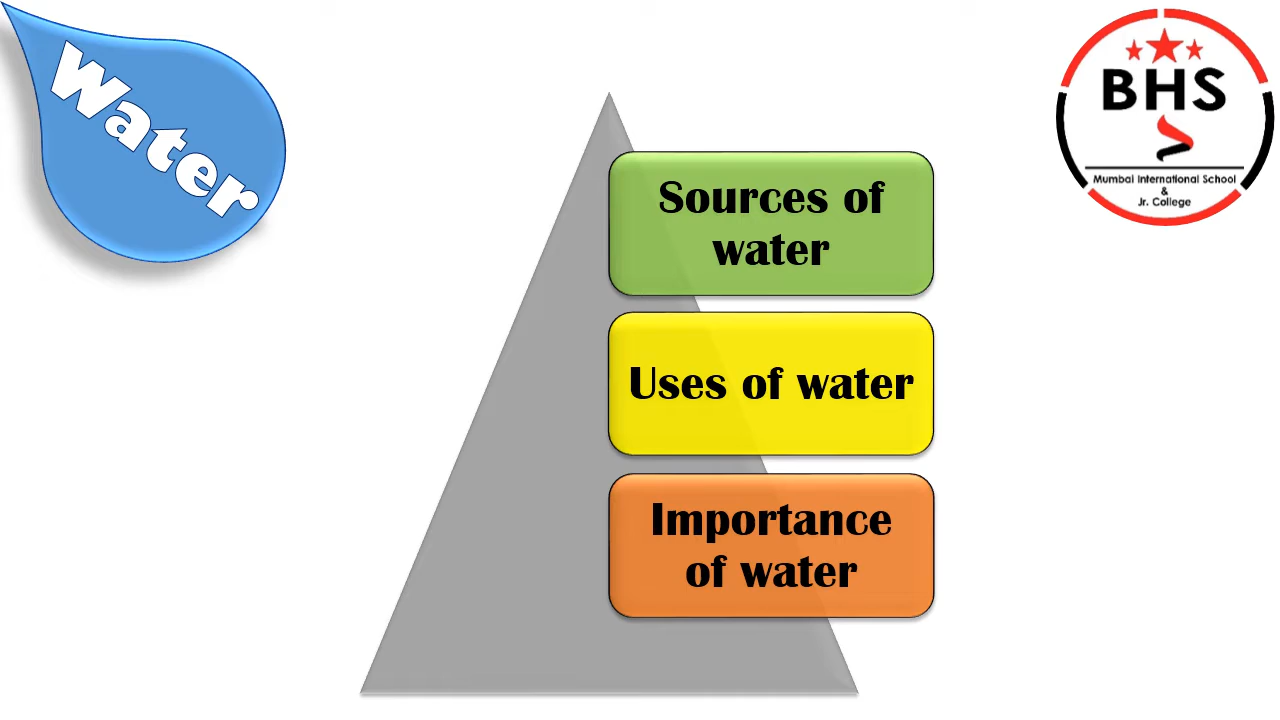 Water
BHS
Mumbai International School
&
Jr. College
Sources of
water
Uses of water
Importance
of water